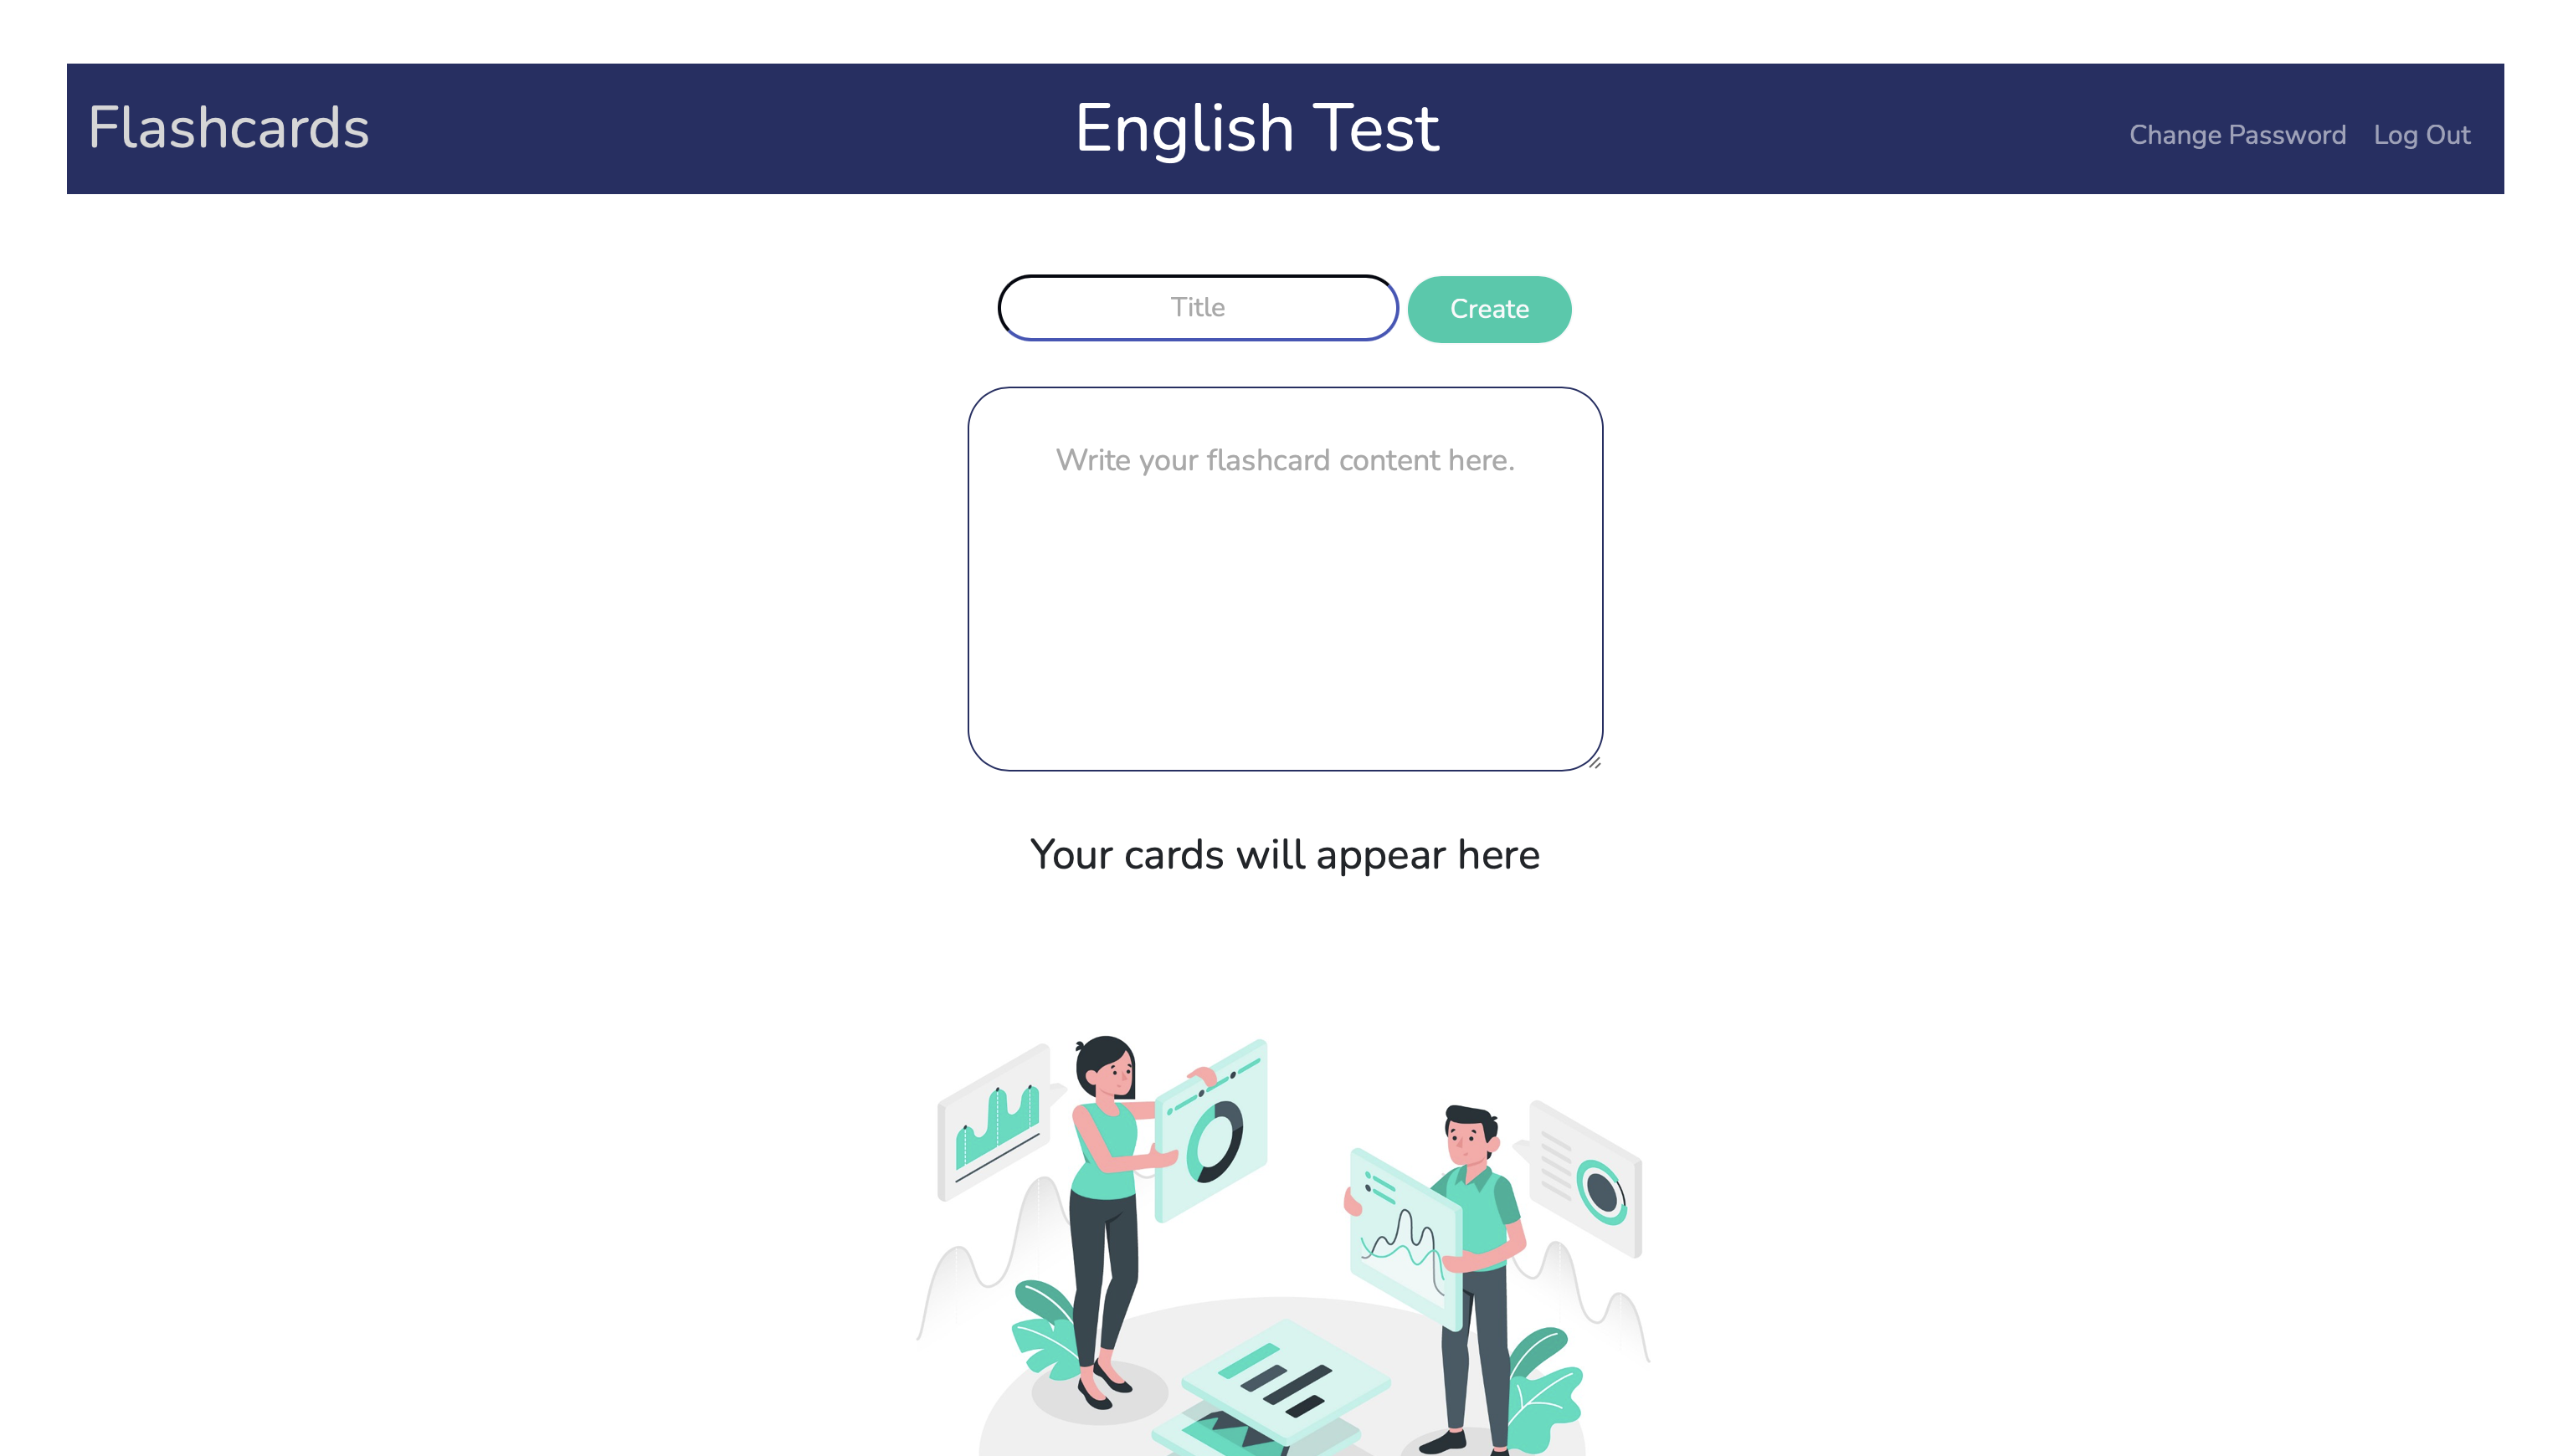 Flashcards
English Test
Change Password
Log Out
Title
Create
Write your flashcard content here.
Your cards will appear here